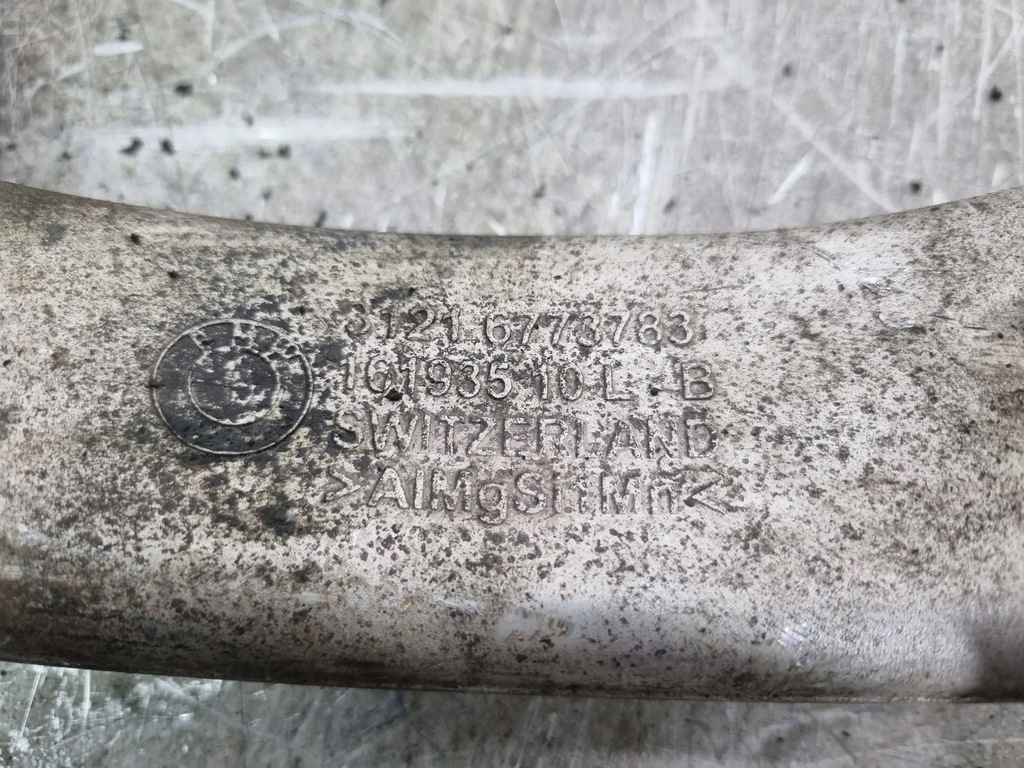 3121 6773783
161935 10 L - B
SWITZERLAND
>AlMgSi1Mn<